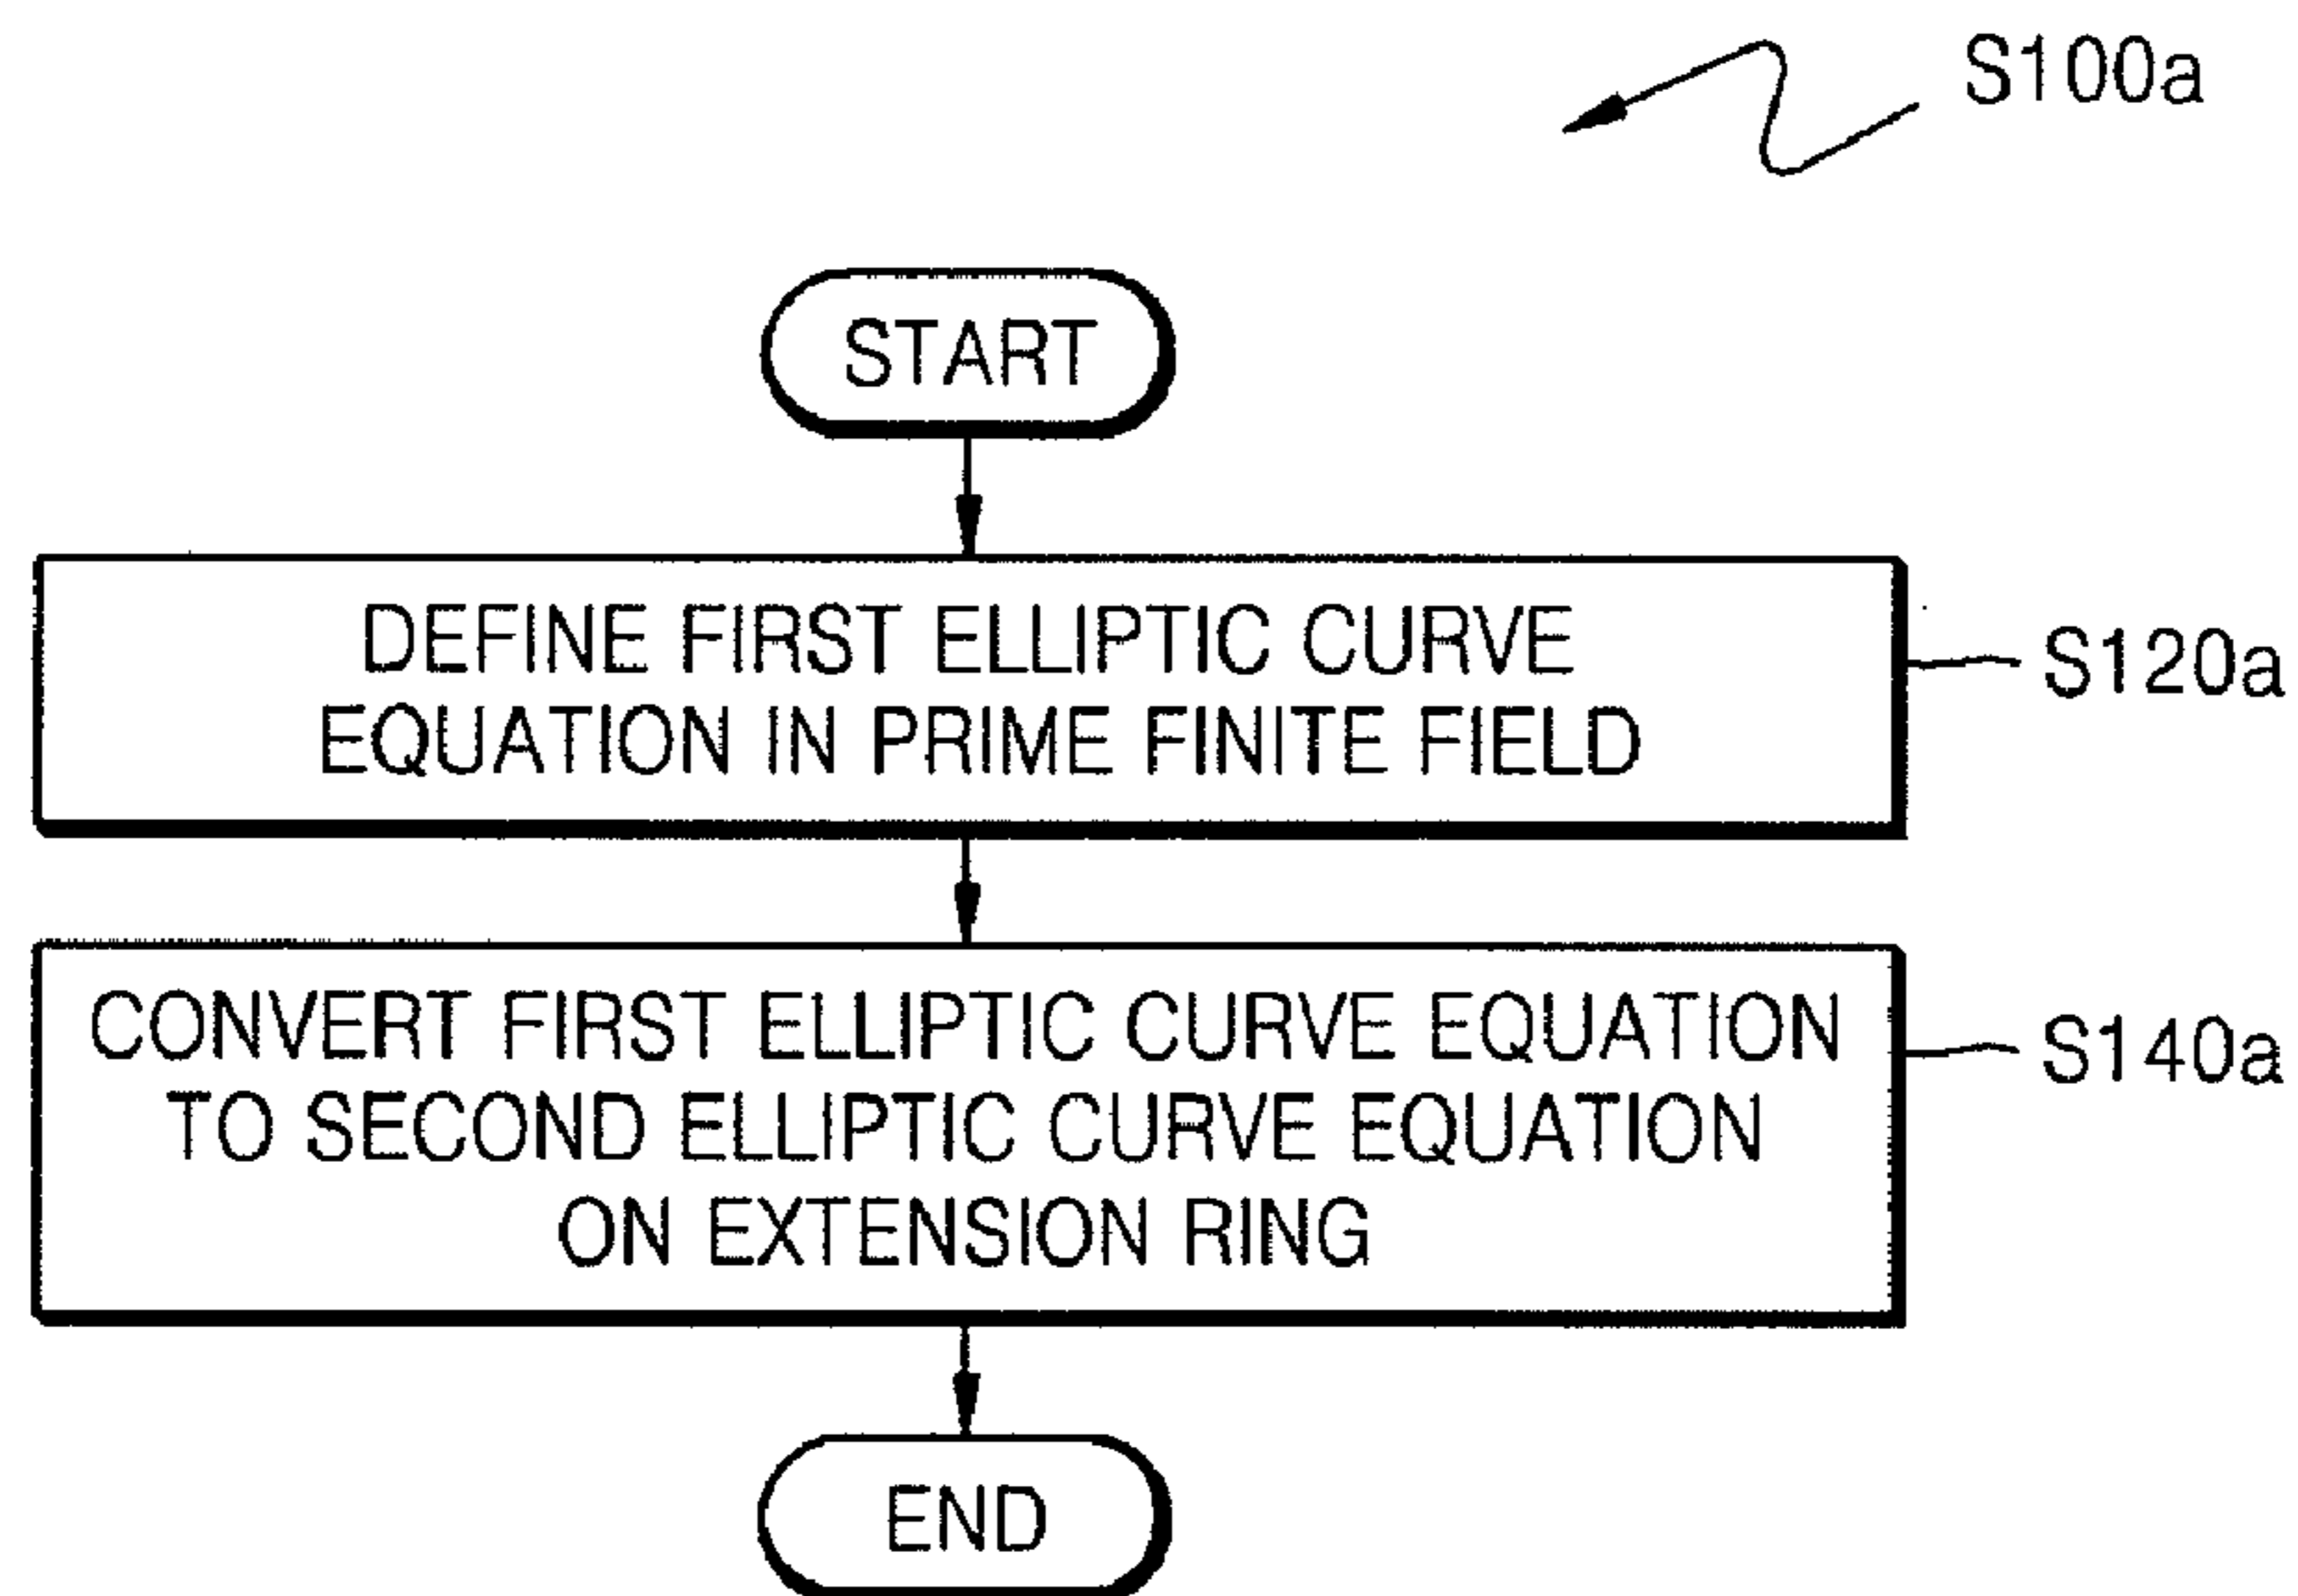 S100a
START
DEFINE FIRST ELLIPTIC CURVE
EQUATION IN PRIME FINITE FIELD
S120a
CONVERT FIRST ELLIPTIC CURVE EQUATION
TO SECOND ELLIPTIC CURVE EQUATION
ON EXTENSION RING
S140a
END